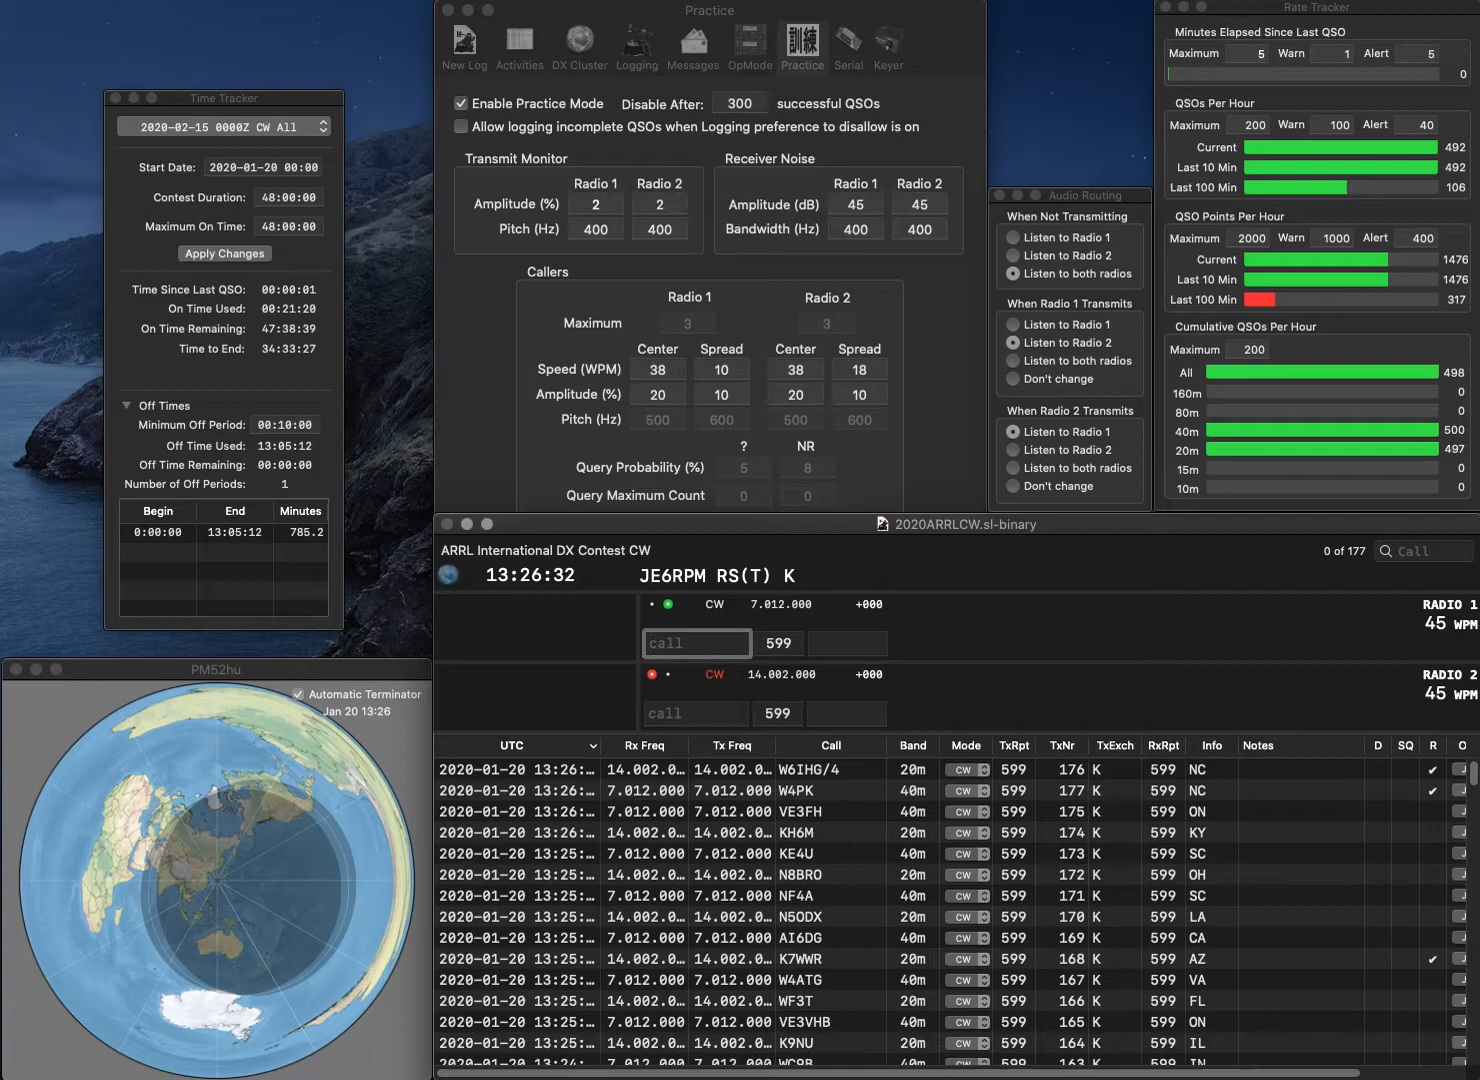 Time Tracker
2020-02-15 0000Z CW All
Start Date: 2020-01-20 00:00
Contest Duration: 48:00:00
Maximum On Time: 48:00:00
Apply Changes
Time Since Last QSO: 00:00:01
On Time Used: 00:21:20
On Time Remaining: 47:38:39
Time to End: 34:33:27
Off Times
Minimum Off Period: 00:10:00
Off Time Used: 13:05:12
Off Time Remaining: 00:00:00
Number of Off Periods: 1
Begin End Minutes
0:00:00 13:05:12 785.2
PM52hu
Automatic Terminator
Jan 20 13:26
Practice
New Log Activities DX Cluster Logging Messages OpMode 訓練 Practice Serial Keyer
Enable Practice Mode Disable After: 300 successful QSOs
Allow logging incomplete QSOs when Logging preference to disallow is on
Transmit Monitor
Radio 1 Radio 2
Amplitude (%) 2 2
Pitch (Hz) 400 400
Receiver Noise
Radio 1 Radio 2
Amplitude (dB) 45 45
Bandwidth (Hz) 400 400
Callers
Radio 1 Radio 2
Maximum 3 3
Center Spread Center Spread
Speed (WPM) 38 10 38 18
Amplitude (%) 20 10 20 10
Pitch (Hz) 500 600 500 600
? NR
Query Probability (%) 5 8
Query Maximum Count 0 0
Audio Routing
When Not Transmitting
Listen to Radio 1
Listen to Radio 2
Listen to both radios
When Radio 1 Transmits
Listen to Radio 1
Listen to Radio 2
Listen to both radios
Don't change
When Radio 2 Transmits
Listen to Radio 1
Listen to Radio 2
Listen to both radios
Don't change
Rate Tracker
Minutes Elapsed Since Last QSO
Maximum 5 Warn 1 Alert 5
0
QSOs Per Hour
Maximum 200 Warn 100 Alert 40
Current 492
Last 10 Min 492
Last 100 Min 106
QSO Points Per Hour
Maximum 2000 Warn 1000 Alert 400
Current 1476
Last 10 Min 1476
Last 100 Min 317
Cumulative QSOs Per Hour
Maximum 200
All 498
160m 0
80m 0
40m 500
20m 497
15m 0
10m 0
2020ARRLCW.sl-binary
ARRL International DX Contest CW 0 of 177 Call
13:26:32 JE6RPM RS(T) K
CW 7.012.000 +000 RADIO 1
call 599 45 WPM
CW 14.002.000 +000 RADIO 2
call 599 45 WPM
UTC Rx Freq Tx Freq Call Band Mode TxRpt TxNr TxExch RxRpt Info Notes D SQ R O
2020-01-20 13:26:… 14.002.0… 14.002.0… W6IHG/4 20m CW 599 176 K 599 NC ✔
2020-01-20 13:26:… 7.012.000 7.012.000 W4PK 40m CW 599 177 K 599 NC ✔
2020-01-20 13:26:… 7.012.000 7.012.000 VE3FH 40m CW 599 175 K 599 ON
2020-01-20 13:26:… 14.002.0… 14.002.0… KH6M 20m CW 599 174 K 599 KY
2020-01-20 13:25:… 7.012.000 7.012.000 KE4U 40m CW 599 173 K 599 SC
2020-01-20 13:25:… 14.002.0… 14.002.0… N8BRO 20m CW 599 172 K 599 OH
2020-01-20 13:25:… 7.012.000 7.012.000 NF4A 40m CW 599 171 K 599 SC
2020-01-20 13:25:… 14.002.0… 14.002.0… N5ODX 20m CW 599 170 K 599 LA
2020-01-20 13:25:… 7.012.000 7.012.000 AI6DG 40m CW 599 169 K 599 CA
2020-01-20 13:25:… 14.002.0… 14.002.0… K7WWR 20m CW 599 168 K 599 AZ ✔
2020-01-20 13:25:… 7.012.000 7.012.000 W4ATG 40m CW 599 167 K 599 VA
2020-01-20 13:25:… 14.002.0… 14.002.0… WF3T 20m CW 599 166 K 599 FL
2020-01-20 13:25:… 7.012.000 7.012.000 VE3VHB 40m CW 599 165 K 599 ON
2020-01-20 13:25:… 14.002.0… 14.002.0… K9NU 20m CW 599 164 K 599 IL
2020-01-20 13:24:… 7.012.000 7.012.000 40m CW 599 163 K 599 IN